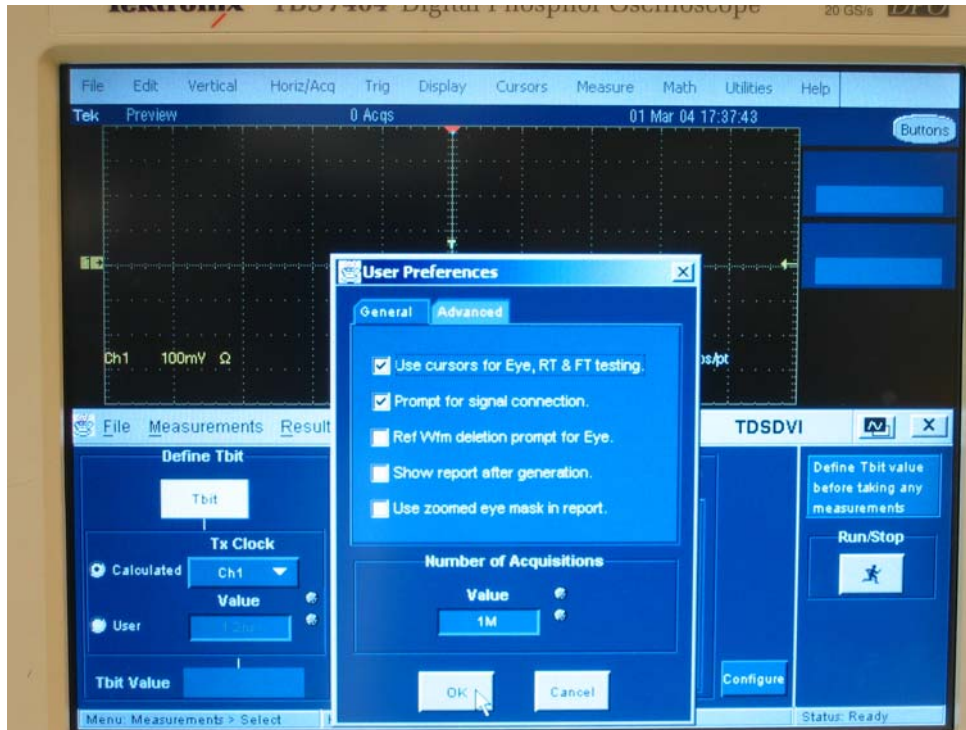 Tektronix TDS7404 Digital Phosphor Oscilloscope
20 GS/s DPO
File Edit Vertical Horiz/Acq Trig Display Cursors Measure Math Utilities Help
Tek Preview 0 Acqs 01 Mar 04 17:37:43
Buttons
T
1
User Preferences
General Advanced
Ch1 100mV Ω
Use cursors for Eye, RT & FT testing.
Prompt for signal connection.
Ref Wfm deletion prompt for Eye.
Show report after generation.
Use zoomed eye mask in report.
Number of Acquisitions
Value
1M
OK
Cancel
File Measurements Result
TDSDVI
Define Tbit
Tbit
Tx Clock
Calculated
Ch1
Value
User
Tbit Value
Define Tbit value
before taking any
measurements
Run/Stop
Configure
Menu: Measurements > Select
Status: Ready